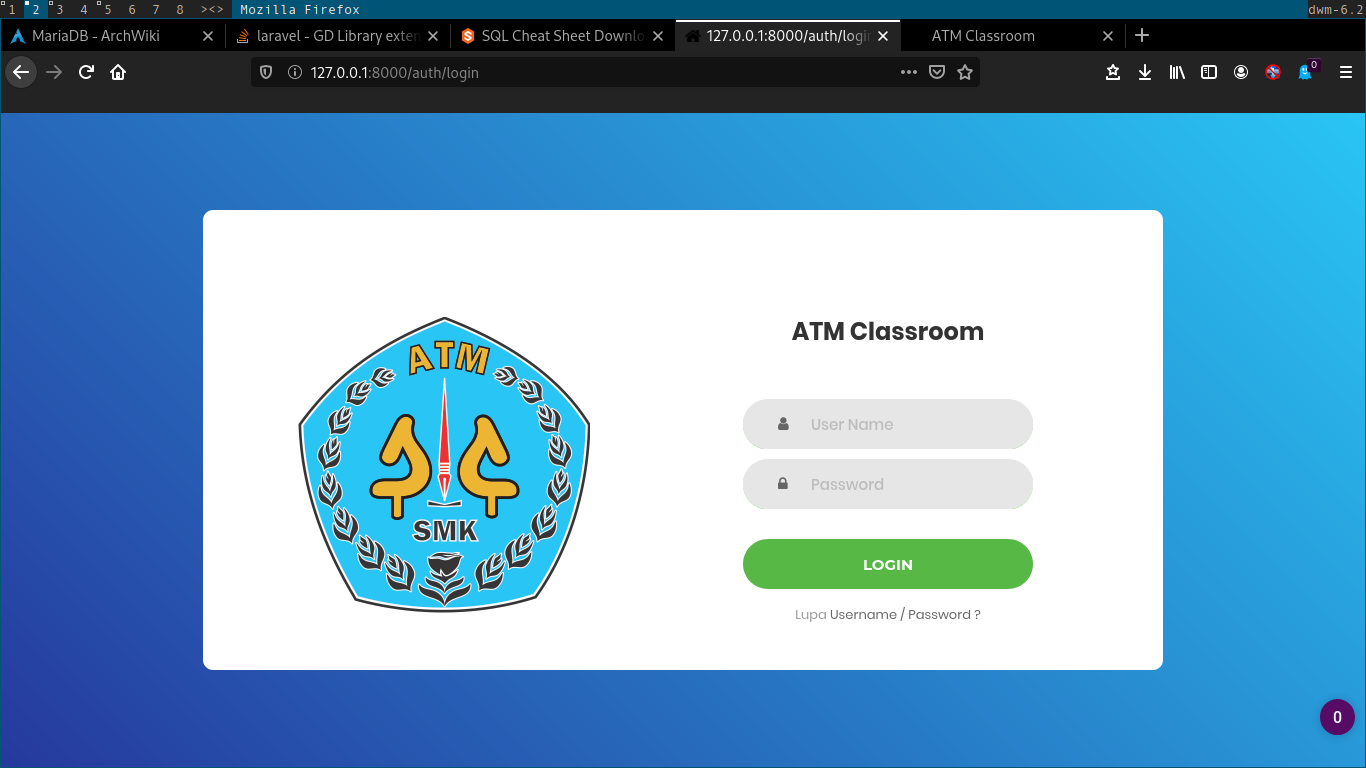 1 2 3 4 5 6 7 8 ><> Mozilla Firefox dwm-6.2
MariaDB - ArchWiki laravel - GD Library exten SQL Cheat Sheet Downlo 127.0.0.1:8000/auth/login ATM Classroom
127.0.0.1:8000/auth/login 0
ATM
SMK
ATM Classroom
User Name
Password
LOGIN
Lupa Username / Password ?
0